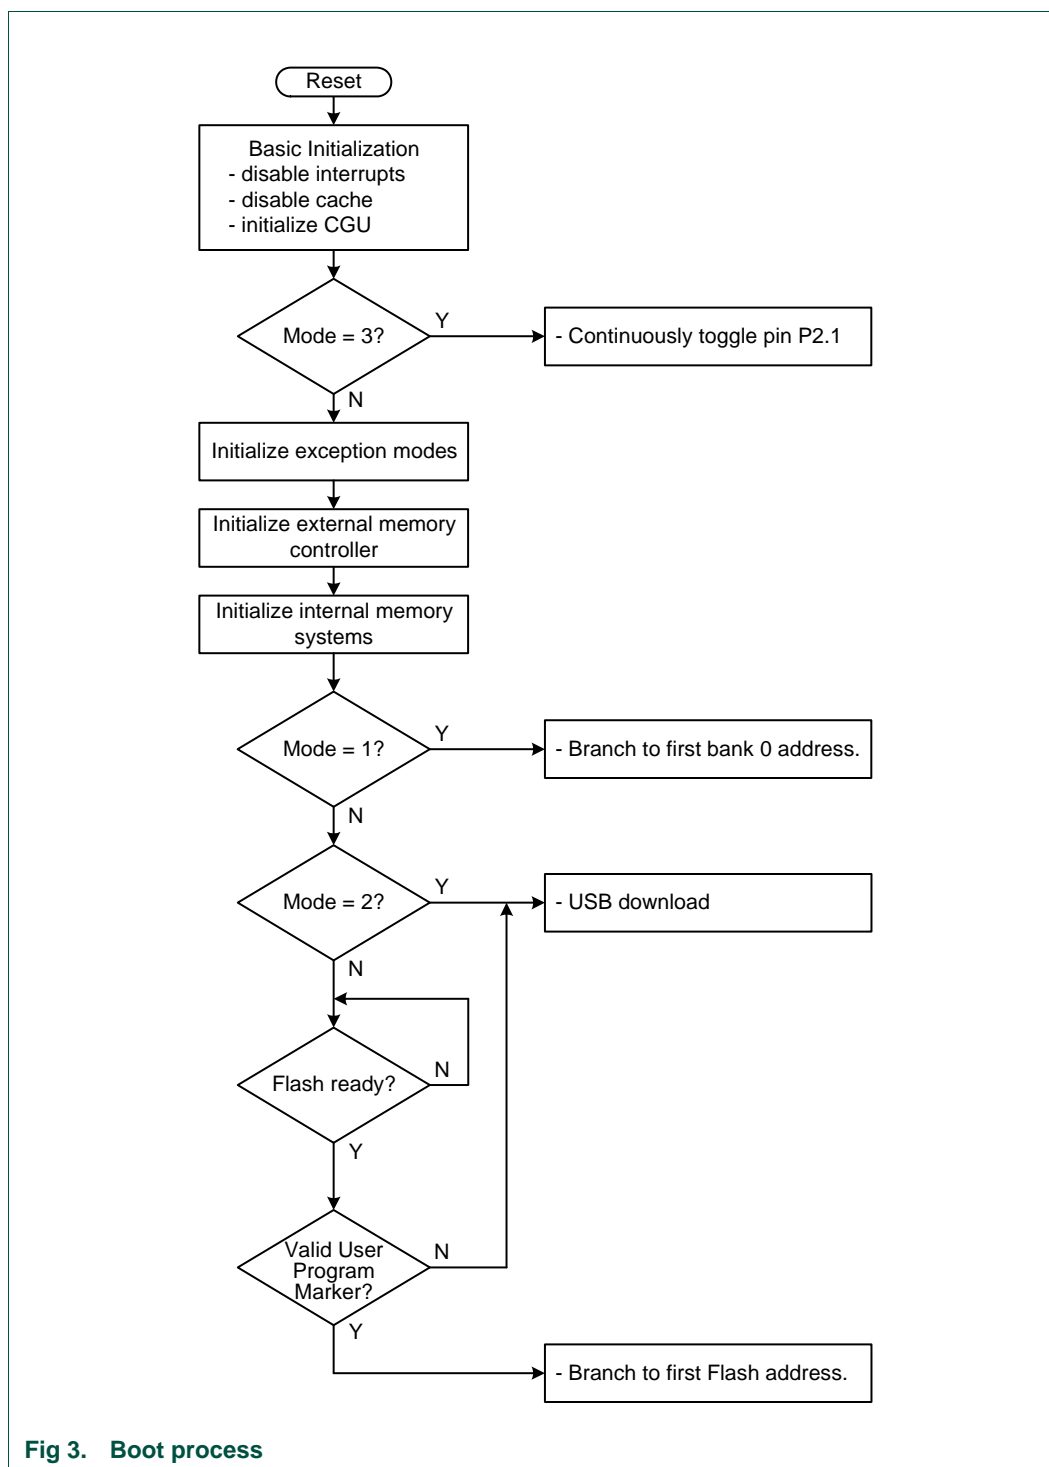 Reset
Basic Initialization
- disable interrupts
- disable cache
- initialize CGU
Mode = 3?
Y
- Continuously toggle pin P2.1
N
Initialize exception modes
Initialize external memory
controller
Initialize internal memory
systems
Mode = 1?
Y
- Branch to first bank 0 address.
N
Mode = 2?
Y
- USB download
N
Flash ready?
N
Y
Valid User
Program
Marker?
N
Y
- Branch to first Flash address.
Fig 3. Boot process